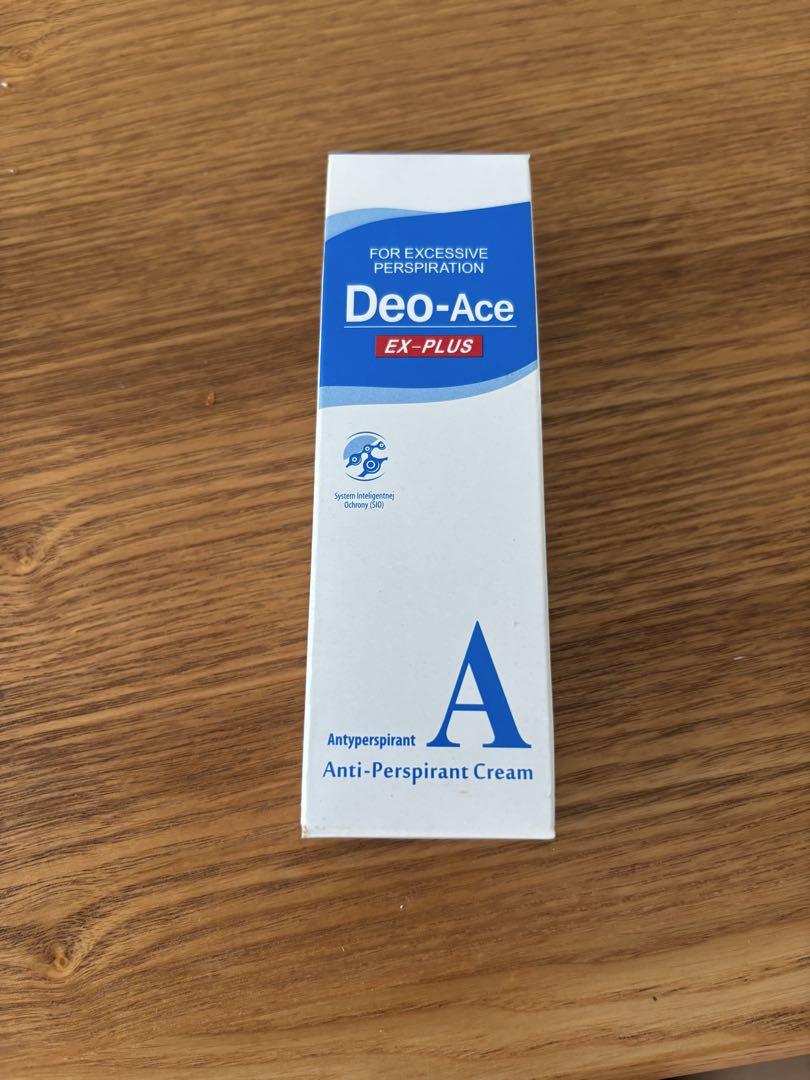 FOR EXCESSIVE
PERSPIRATION
Deo-Ace
EX-PLUS
System Inteligentnej
Ochrony (SIO)
A
Antyperspirant
Anti-Perspirant Cream